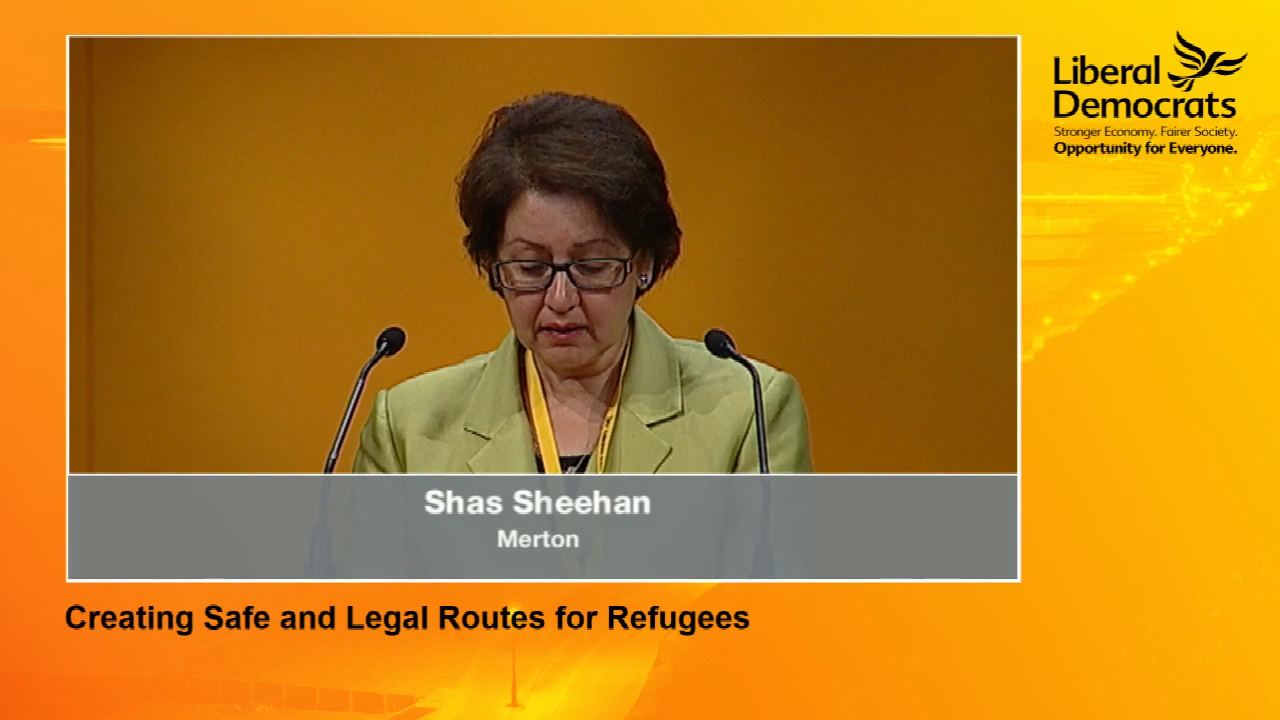 Liberal
Democrats
Stronger Economy. Fairer Society.
Opportunity for Everyone.
Shas Sheehan
Merton
Creating Safe and Legal Routes for Refugees